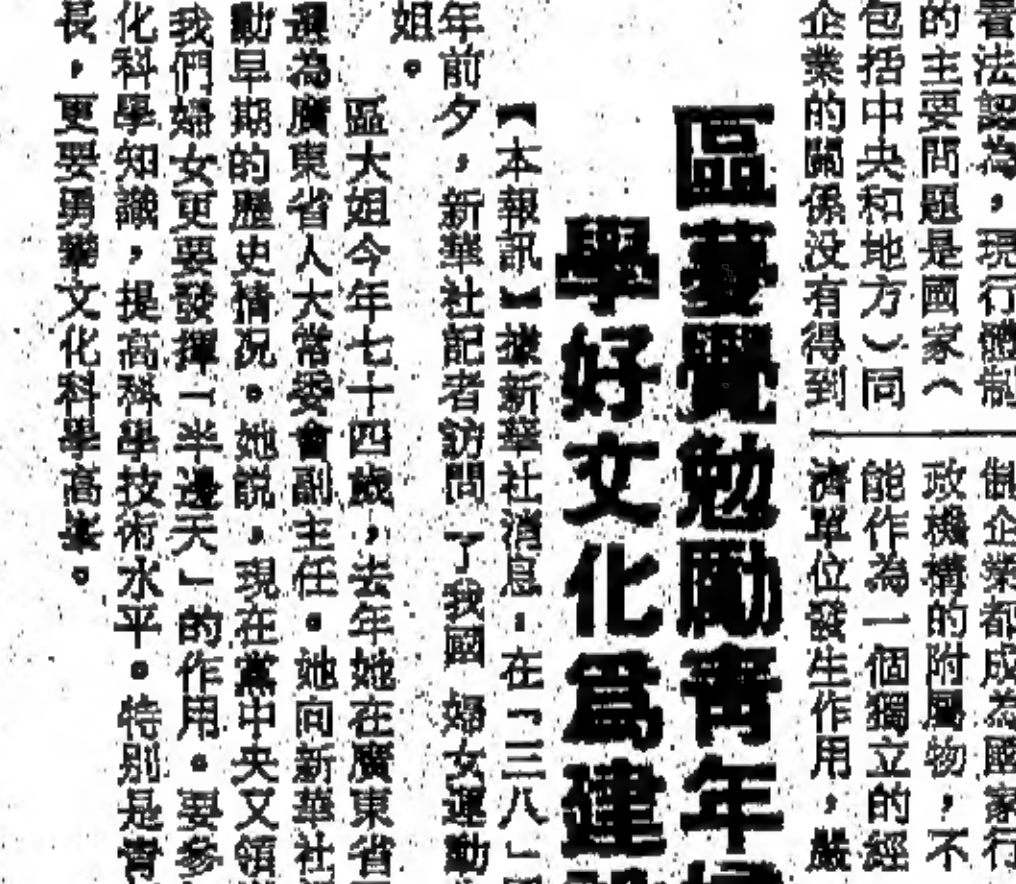 看法認為，現行體制
的主要問題是國家（
包括中央和地方）同
企業的關係没有得到
企業都成為國家行
政機構的附屬物，不
能作為一個獨立的經
濟單位發生作用，嚴
區夢覺勉勵青年
學好文化爲建
【本報訊】據新華社消息，在「三八」
年前夕，新華社記者訪問了我國婦女運動
姐。
區大姐今年七十四歲，去年她在廣東省
選為廣東省人大常委會副主任。她向新華社
動早期的歷史情況。她說，現在黨中央又領
我們婦女更要發揮「半邊天」的作用。要參
化科學知識，提高科學技術水平。特別是青
長，更要勇攀文化科學高峯。